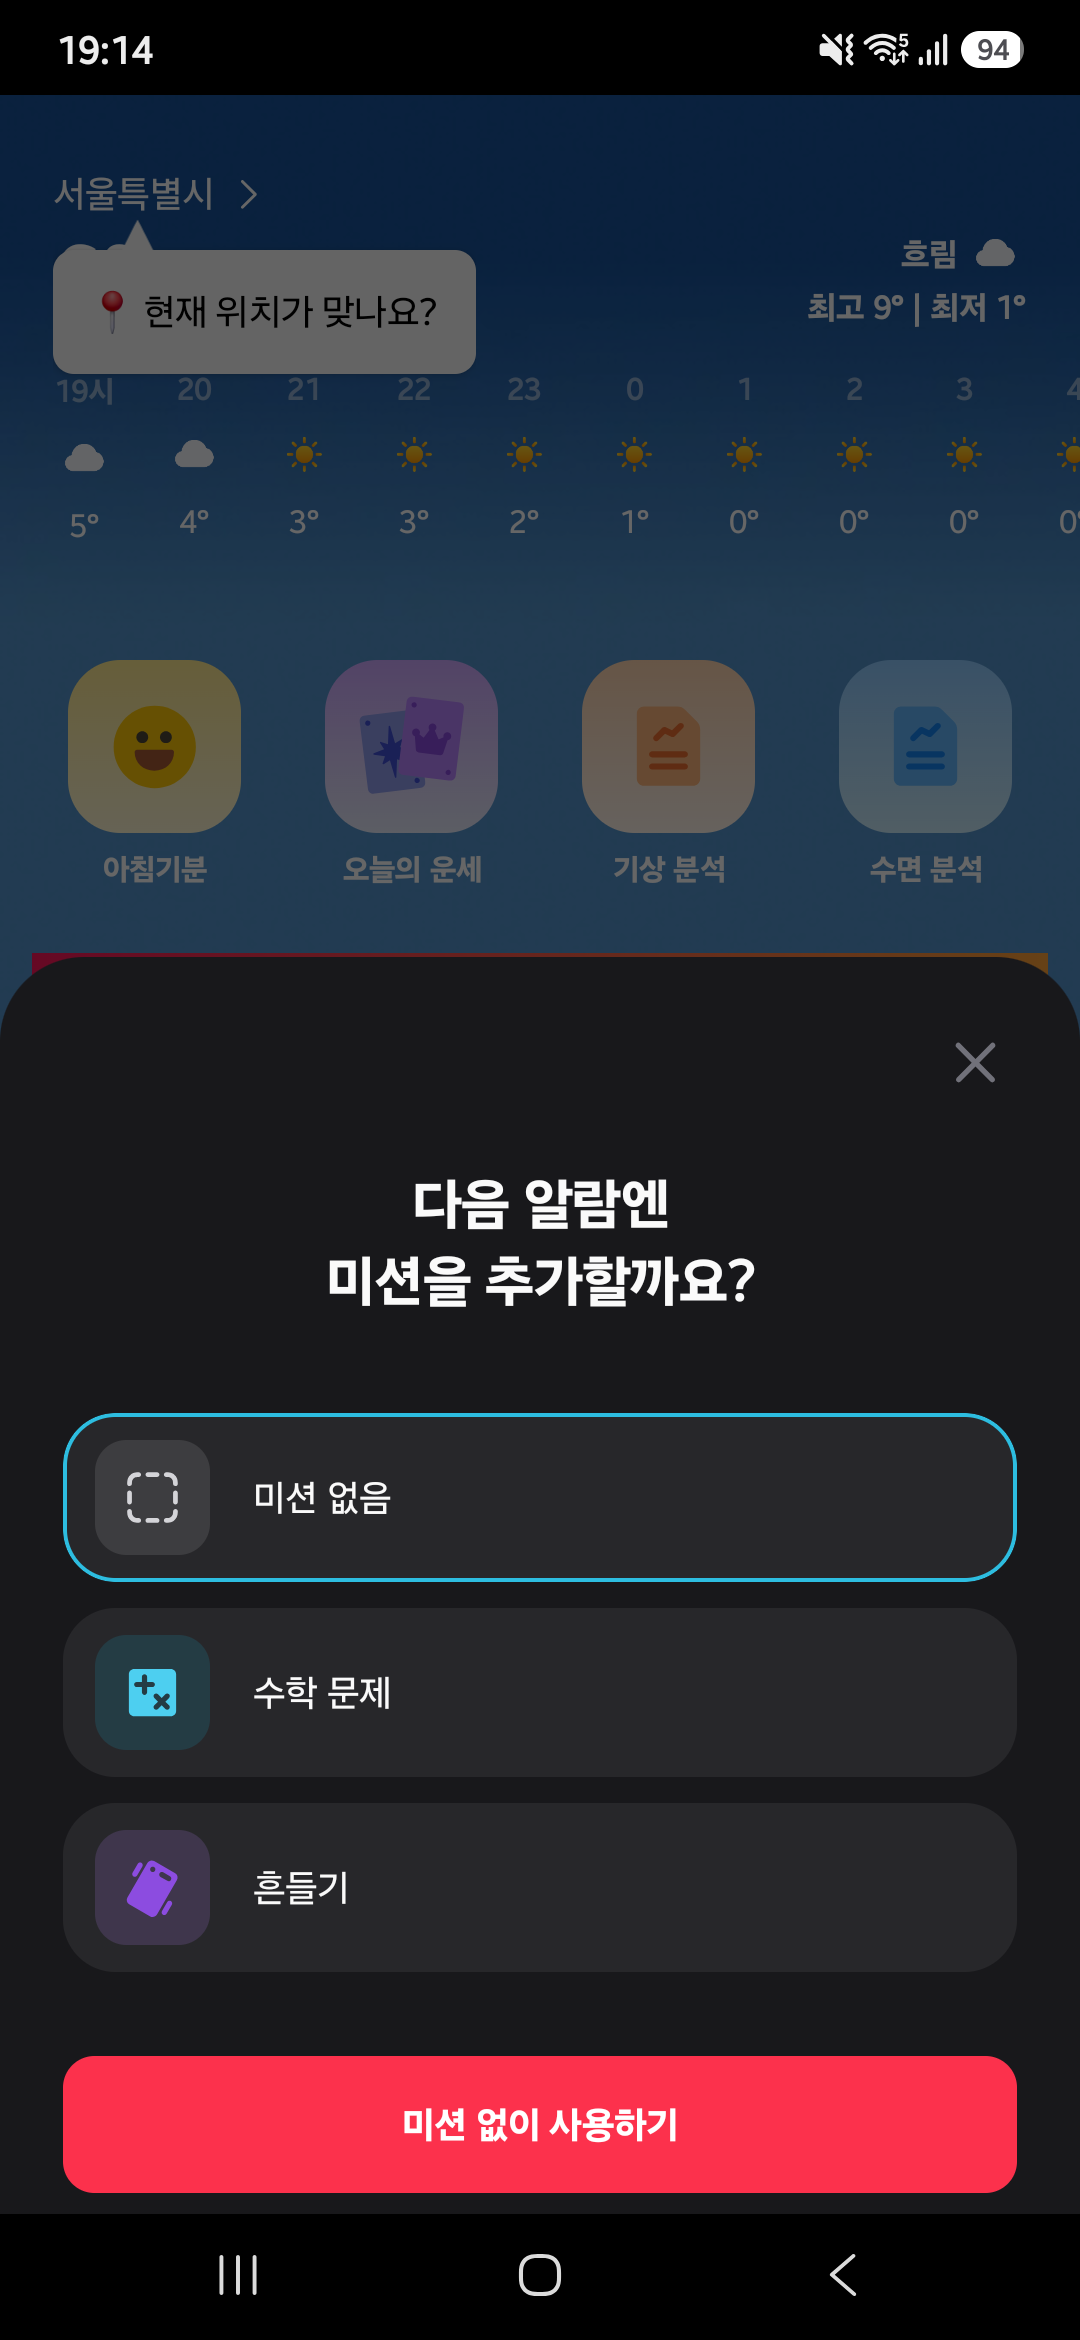 19:14
5
94
서울특별시
현재 위치가 맞나요?
흐림
최고 9° | 최저 1°
19시 20 21 22 23 0 1 2 3 4
5° 4° 3° 3° 2° 1° 0° 0° 0° 0°
아침기분 오늘의 운세 기상 분석 수면 분석
다음 알람엔
미션을 추가할까요?
미션 없음
수학 문제
흔들기
미션 없이 사용하기